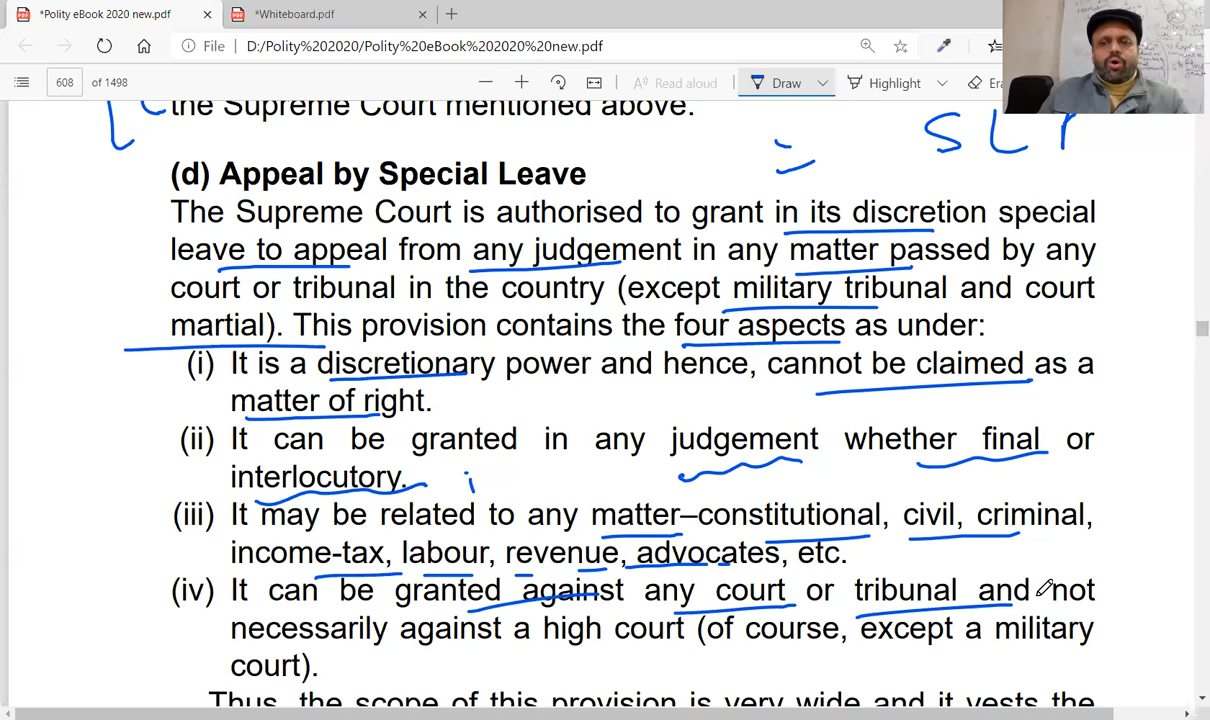 *Polity eBook 2020 new.pdf
*Whiteboard.pdf
File
D:/Polity%202020/Polity%20eBook%202020%20new.pdf
608 of 1498
Read aloud
Draw
Highlight
the Supreme Court mentioned above.
SL
(d) Appeal by Special Leave
The Supreme Court is authorised to grant in its discretion special
leave to appeal from any judgement in any matter passed by any
court or tribunal in the country (except military tribunal and court
martial). This provision contains the four aspects as under:
(i) It is a discretionary power and hence, cannot be claimed as a
matter of right.
(ii) It can be granted in any judgement whether final or
interlocutory.
i
(iii) It may be related to any matter–constitutional, civil, criminal,
income-tax, labour, revenue, advocates, etc.
(iv) It can be granted against any court or tribunal and not
necessarily against a high court (of course, except a military
court).
Thus, the scope of this provision is very wide and it vests the